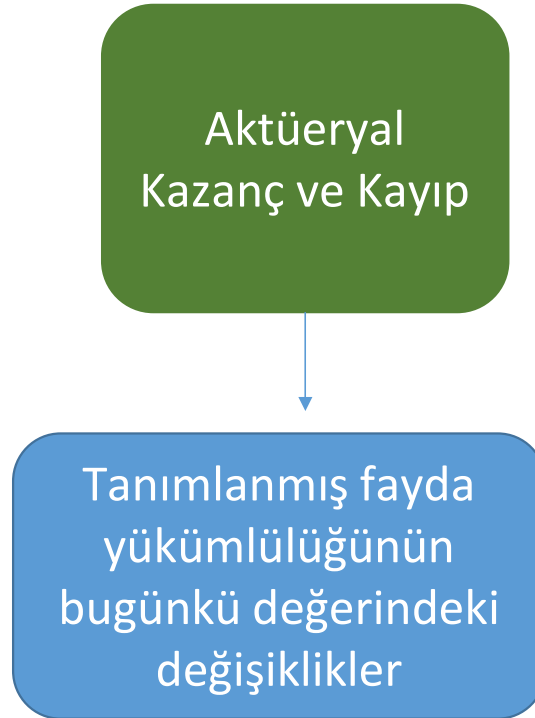 Aktüeryal
Kazanç ve Kayıp
Tanımlanmış fayda
yükümlülüğünün
bugünkü değerindeki
değişiklikler